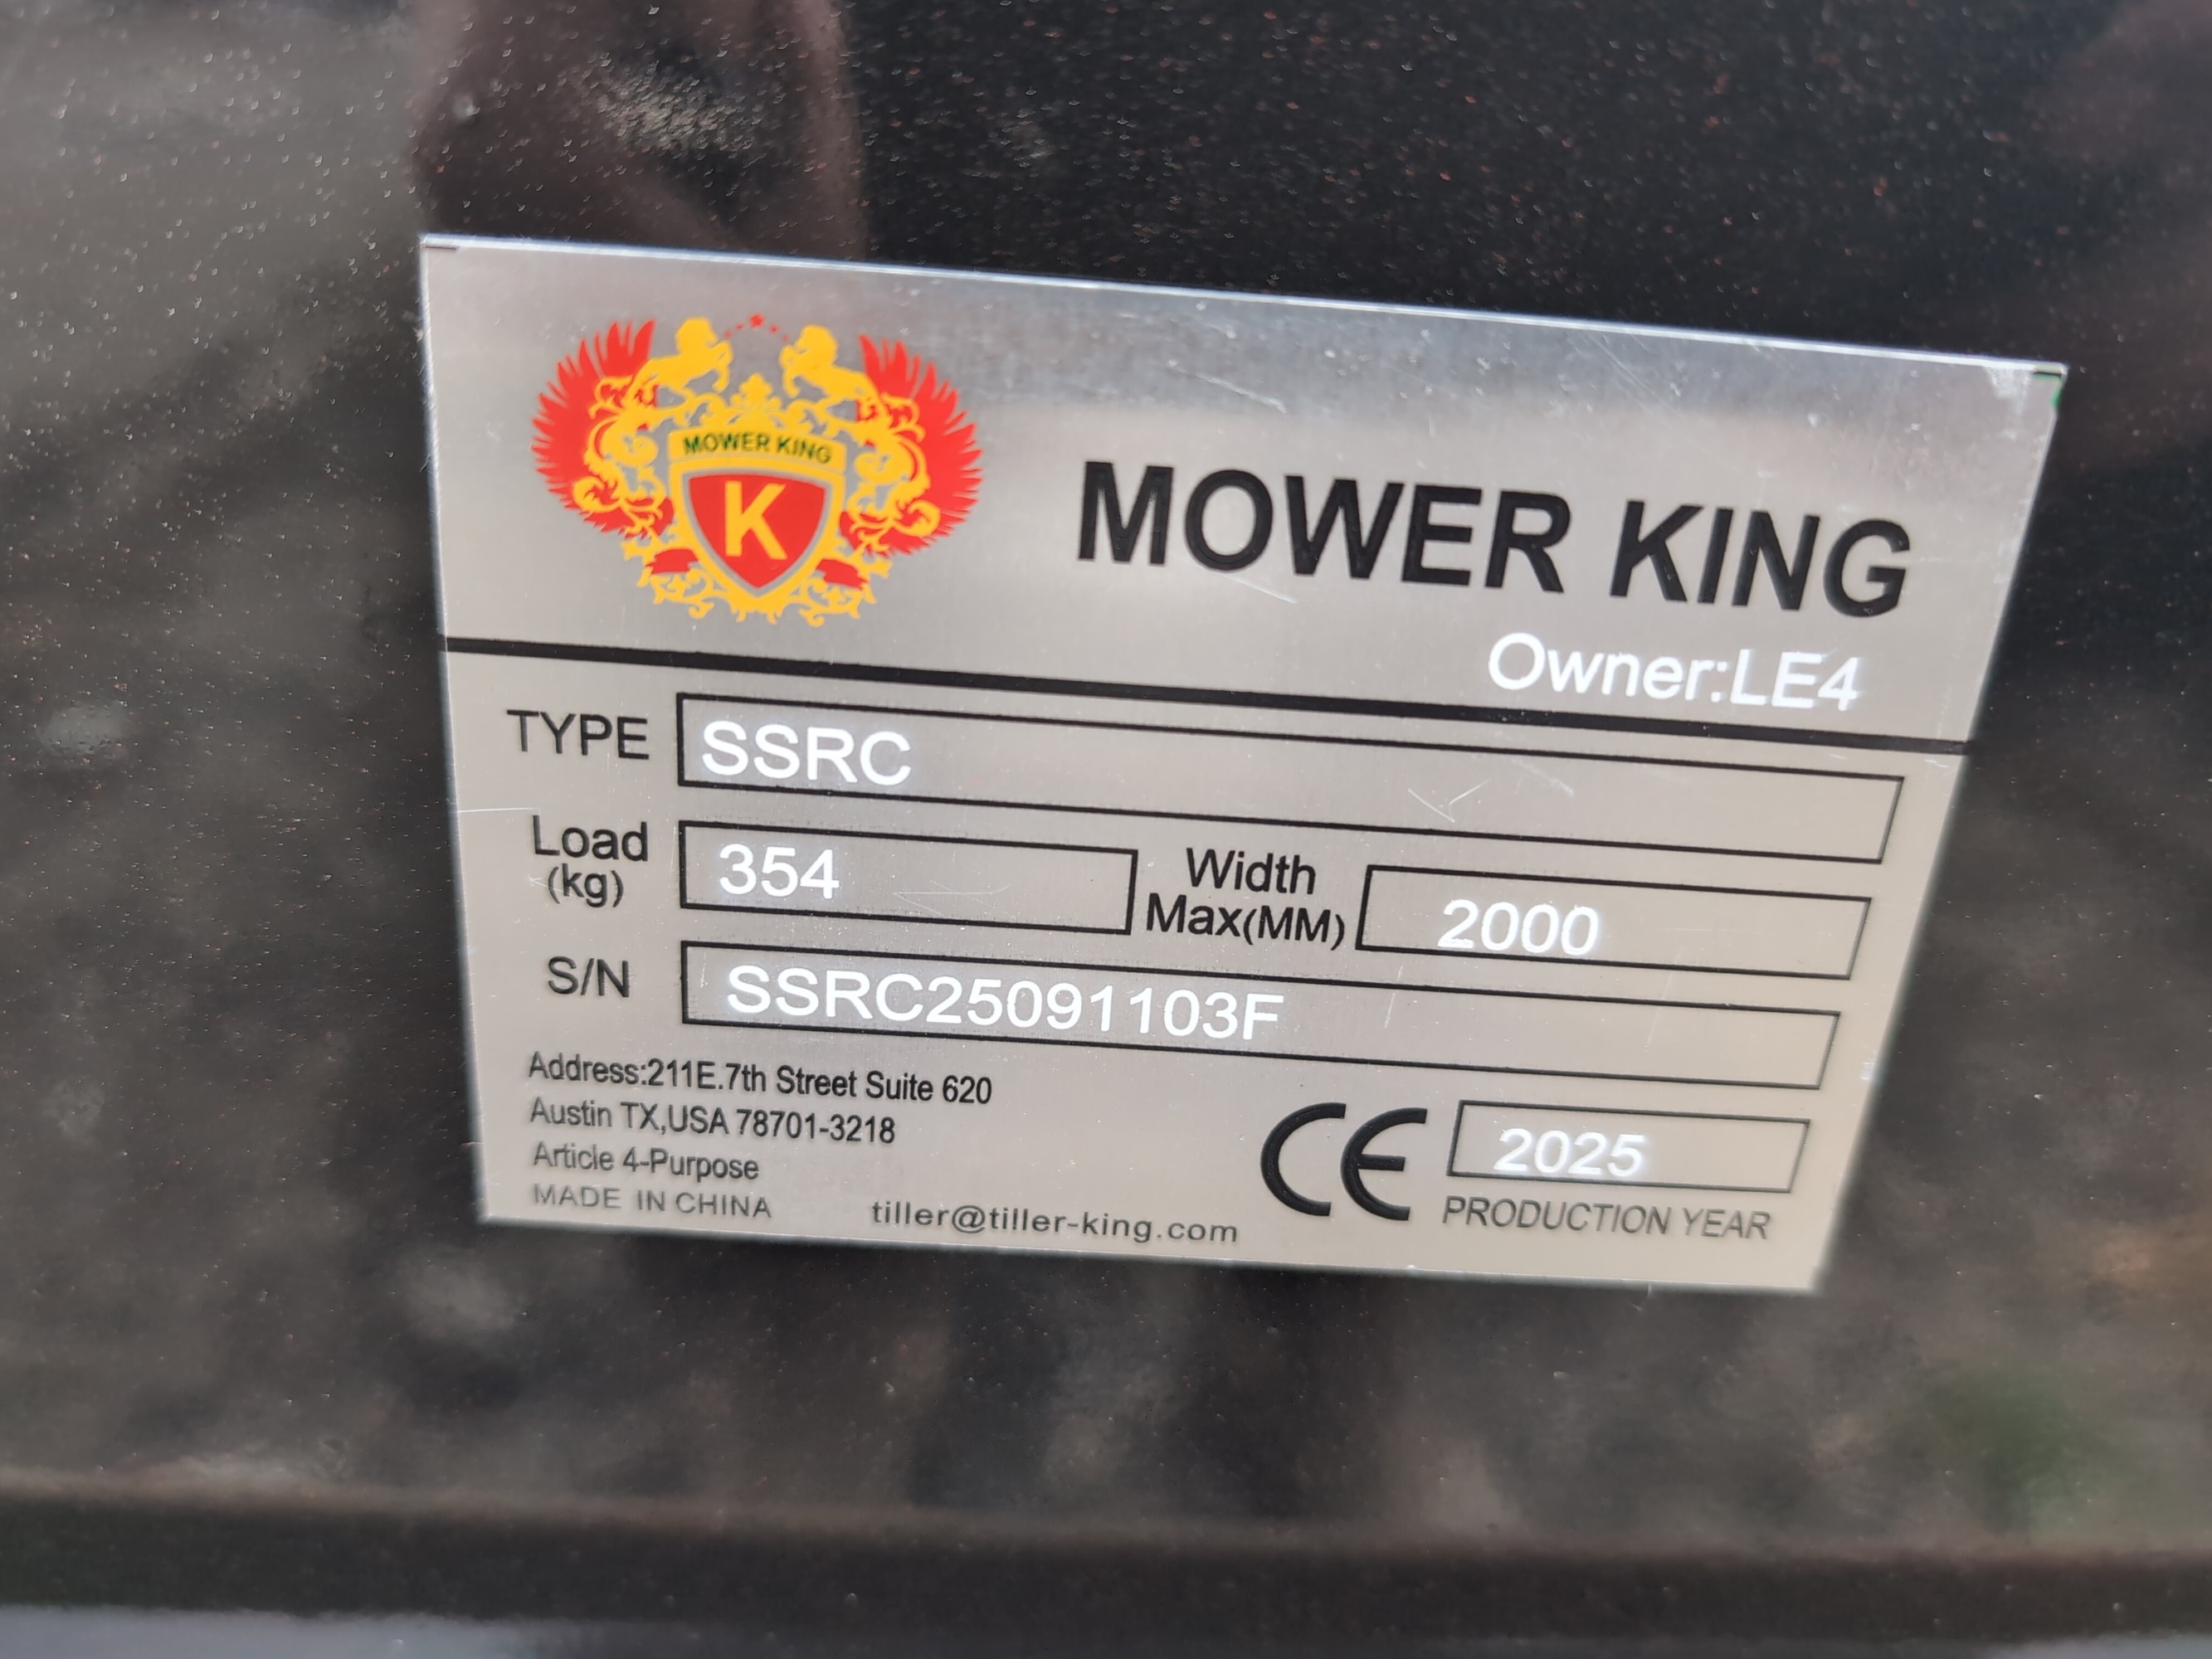 MOWER KING
K
MOWER KING
Owner:LE4
TYPE SSRC
Load (kg) 354 Width Max(MM) 2000
S/N SSRC25091103F
Address:211E.7th Street Suite 620
Austin TX,USA 78701-3218
Article 4-Purpose
MADE IN CHINA
tiller@tiller-king.com
CE 2025
PRODUCTION YEAR